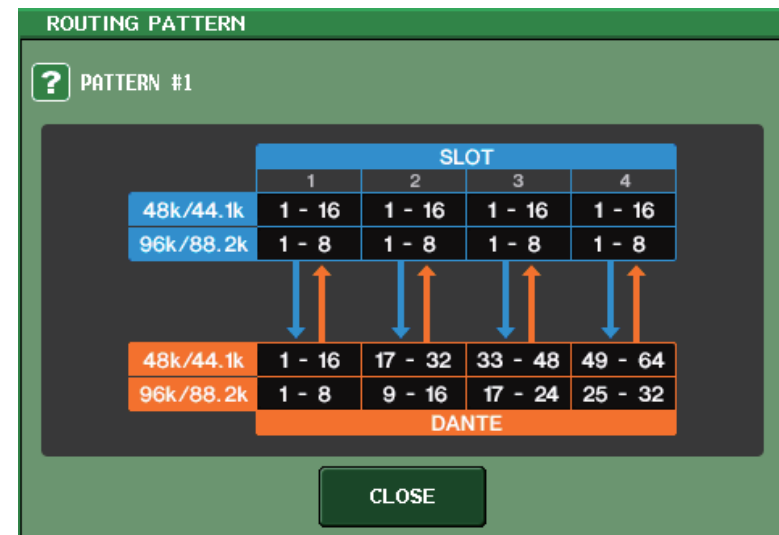 ROUTING PATTERN
? PATTERN #1
SLOT
1 2 3 4
48k/44.1k 1 - 16 1 - 16 1 - 16 1 - 16
96k/88.2k 1 - 8 1 - 8 1 - 8 1 - 8
48k/44.1k 1 - 16 17 - 32 33 - 48 49 - 64
96k/88.2k 1 - 8 9 - 16 17 - 24 25 - 32
DANTE
CLOSE